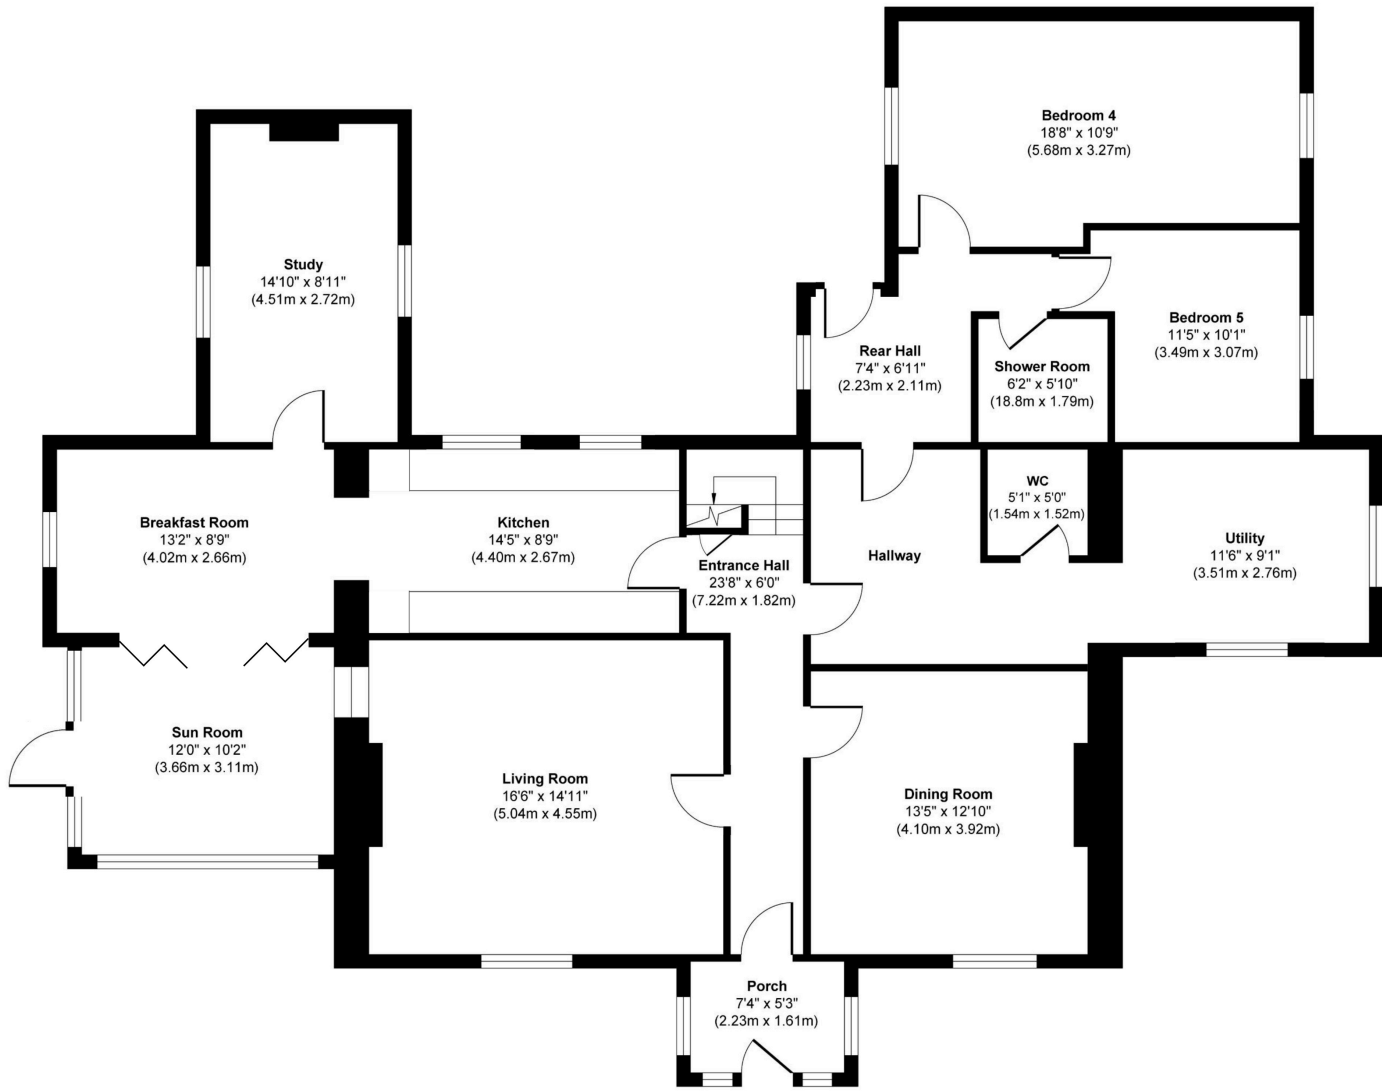 Bedroom 4
18'8" x 10'9"
(5.68m x 3.27m)
Study
14'10" x 8'11"
(4.51m x 2.72m)
Bedroom 5
11'5" x 10'1"
(3.49m x 3.07m)
Rear Hall
7'4" x 6'11"
(2.23m x 2.11m)
Shower Room
6'2" x 5'10"
(18.8m x 1.79m)
Breakfast Room
13'2" x 8'9"
(4.02m x 2.66m)
Kitchen
14'5" x 8'9"
(4.40m x 2.67m)
Entrance Hall
23'8" x 6'0"
(7.22m x 1.82m)
Hallway
WC
5'1" x 5'0"
(1.54m x 1.52m)
Utility
11'6" x 9'1"
(3.51m x 2.76m)
Sun Room
12'0" x 10'2"
(3.66m x 3.11m)
Living Room
16'6" x 14'11"
(5.04m x 4.55m)
Dining Room
13'5" x 12'10"
(4.10m x 3.92m)
Porch
7'4" x 5'3"
(2.23m x 1.61m)